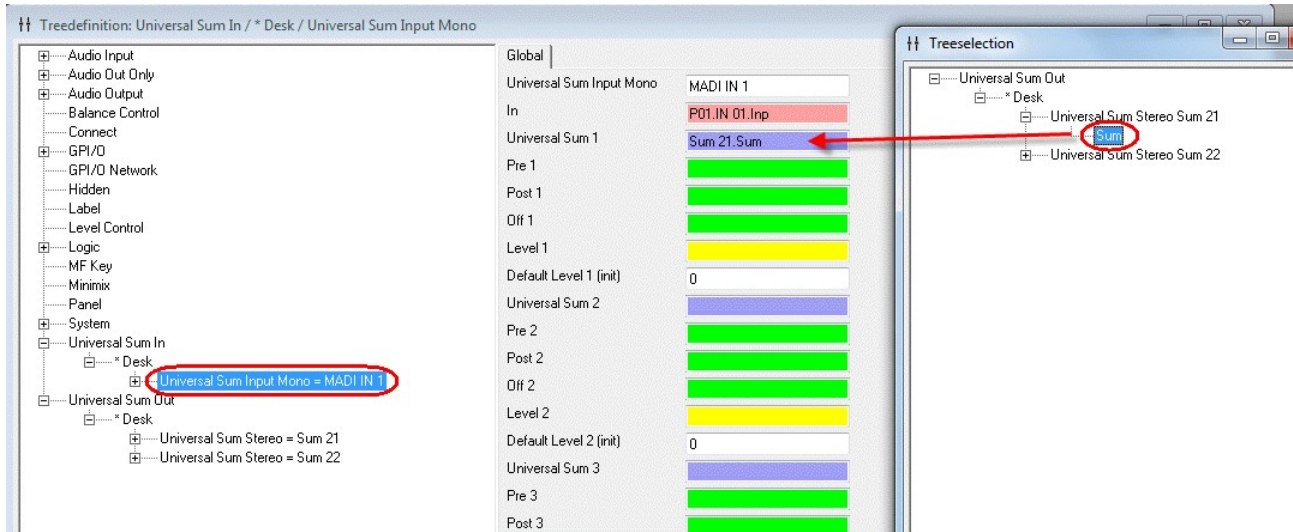 Treedefinition: Universal Sum In / * Desk / Universal Sum Input Mono
Audio Input
Audio Out Only
Audio Output
Balance Control
Connect
GPI/O
GPI/O Network
Hidden
Label
Level Control
Logic
MF Key
Minimix
Panel
System
Universal Sum In
* Desk
Universal Sum Input Mono = MADI IN 1
Universal Sum Out
* Desk
Universal Sum Stereo = Sum 21
Universal Sum Stereo = Sum 22
Global
Universal Sum Input Mono MADI IN 1
In P01.IN 01.Inp
Universal Sum 1 Sum 21.Sum
Pre 1
Post 1
Off 1
Level 1
Default Level 1 (init) 0
Universal Sum 2
Pre 2
Post 2
Off 2
Level 2
Default Level 2 (init) 0
Universal Sum 3
Pre 3
Post 3
Treeselection
Universal Sum Out
* Desk
Universal Sum Stereo Sum 21
Sum
Universal Sum Stereo Sum 22